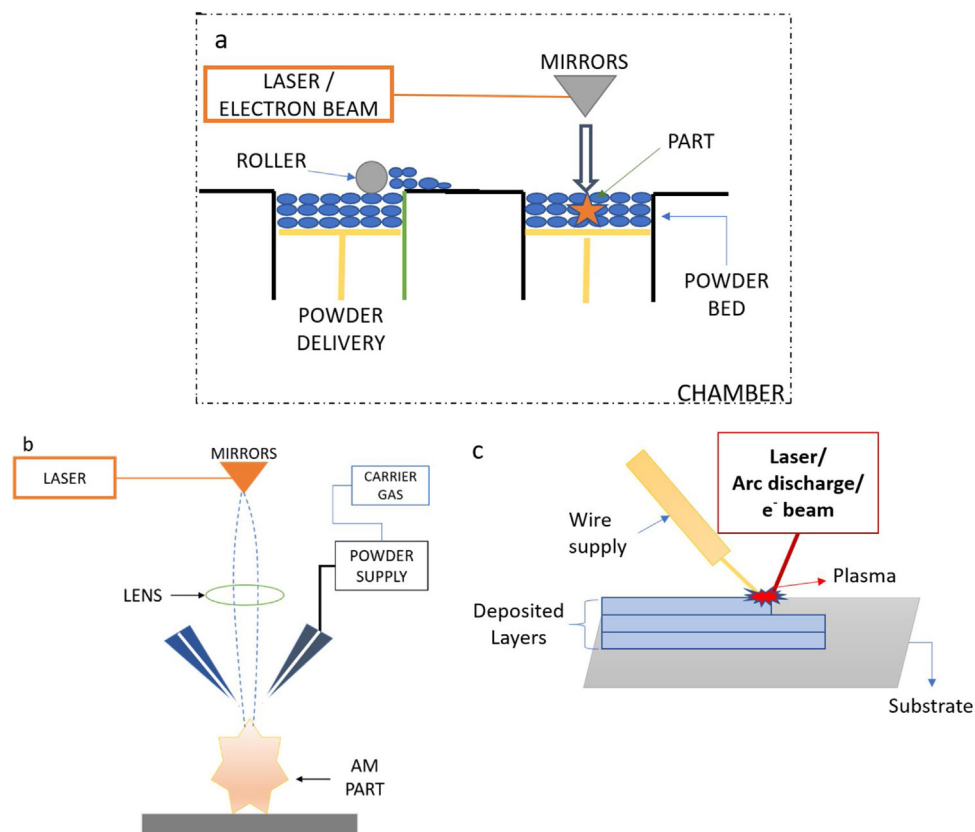 a
MIRRORS
LASER /
ELECTRON BEAM
ROLLER
PART
POWDER
BED
POWDER
DELIVERY
CHAMBER
b
MIRRORS
LASER
CARRIER
GAS
POWDER
SUPPLY
LENS
AM
PART
c
Laser/
Arc discharge/
e⁻ beam
Wire
supply
Plasma
Deposited
Layers
Substrate